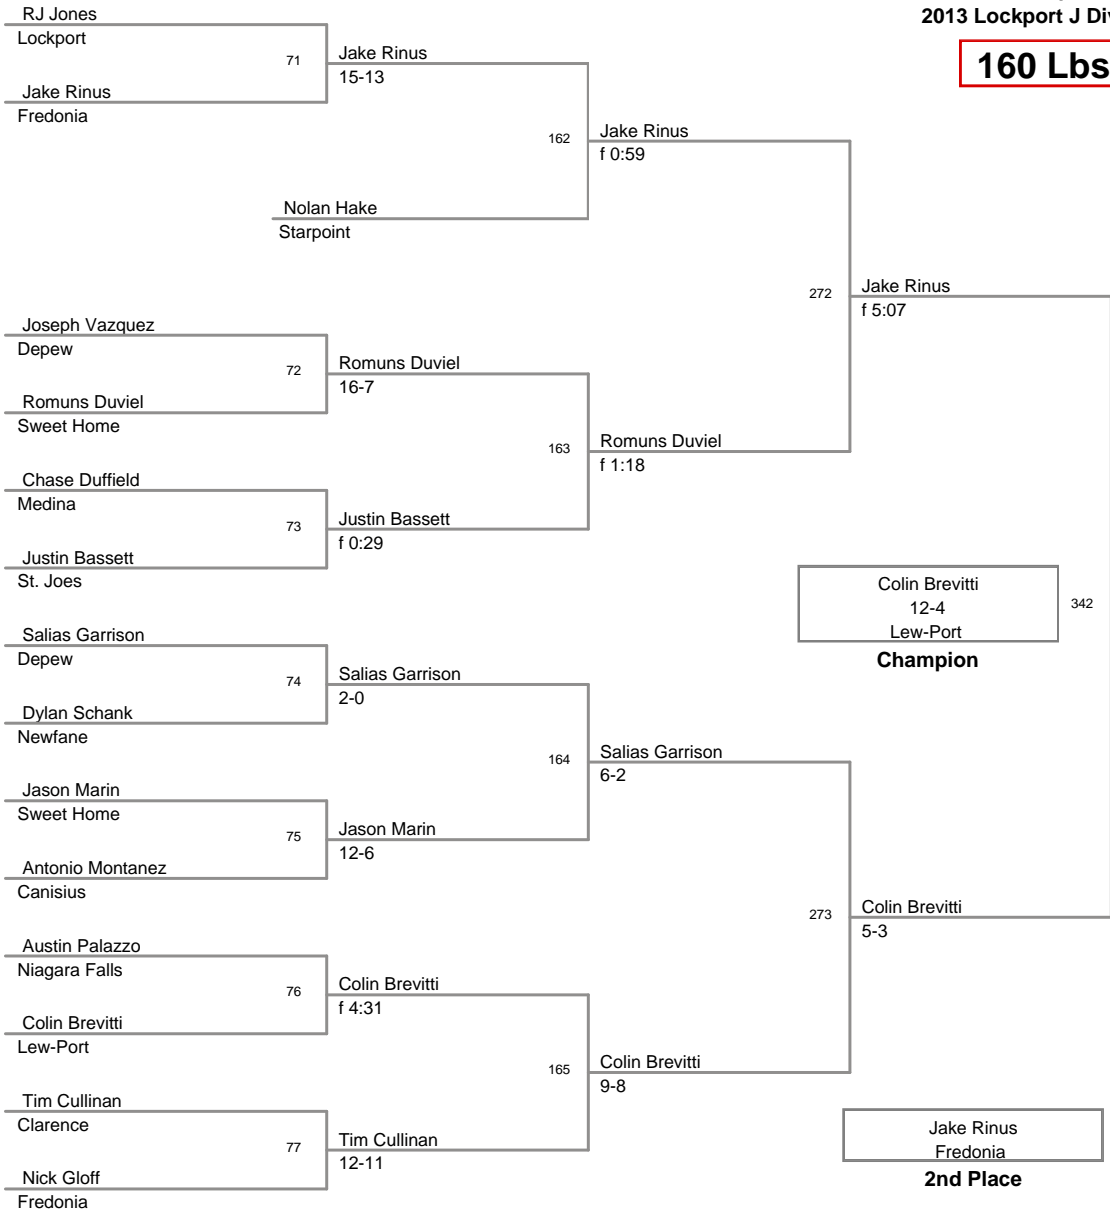 2013 Lockport J Div
160 Lbs
RJ Jones
Lockport
71
Jake Rinus
15-13
Jake Rinus
Fredonia
162
Jake Rinus
f 0:59
Nolan Hake
Starpoint
272
Jake Rinus
f 5:07
Joseph Vazquez
Depew
72
Romuns Duviel
16-7
Romuns Duviel
Sweet Home
163
Romuns Duviel
f 1:18
Chase Duffield
Medina
73
Justin Bassett
f 0:29
Justin Bassett
St. Joes
Colin Brevitti
12-4
Lew-Port
342
Champion
Salias Garrison
Depew
74
Salias Garrison
2-0
Dylan Schank
Newfane
164
Salias Garrison
6-2
Jason Marin
Sweet Home
75
Jason Marin
12-6
Antonio Montanez
Canisius
273
Colin Brevitti
5-3
Austin Palazzo
Niagara Falls
76
Colin Brevitti
f 4:31
Colin Brevitti
Lew-Port
165
Colin Brevitti
9-8
Tim Cullinan
Clarence
77
Tim Cullinan
12-11
Nick Gloff
Fredonia
Jake Rinus
Fredonia
2nd Place